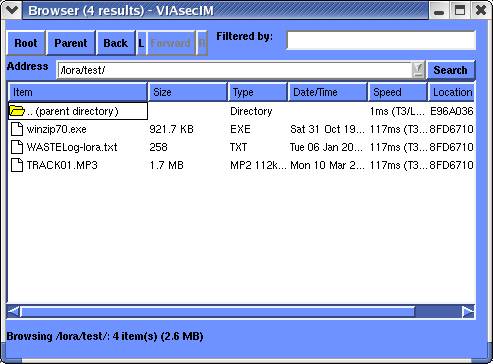 Browser (4 results) - VIAsecIM
Root Parent Back L Forward R Filtered by:
Address /lora/test/ Search
Item Size Type Date/Time Speed Location
.. (parent directory) Directory 1ms (T3/L... E96A036
winzip70.exe 921.7 KB EXE Sat 31 Oct 19... 117ms (T3... 8FD6710
WASTELog-lora.txt 258 TXT Tue 06 Jan 20... 117ms (T3... 8FD6710
TRACK01.MP3 1.7 MB MP2 112k... Mon 10 Mar 2... 117ms (T3... 8FD6710
Browsing /lora/test/: 4 item(s) (2.6 MB)